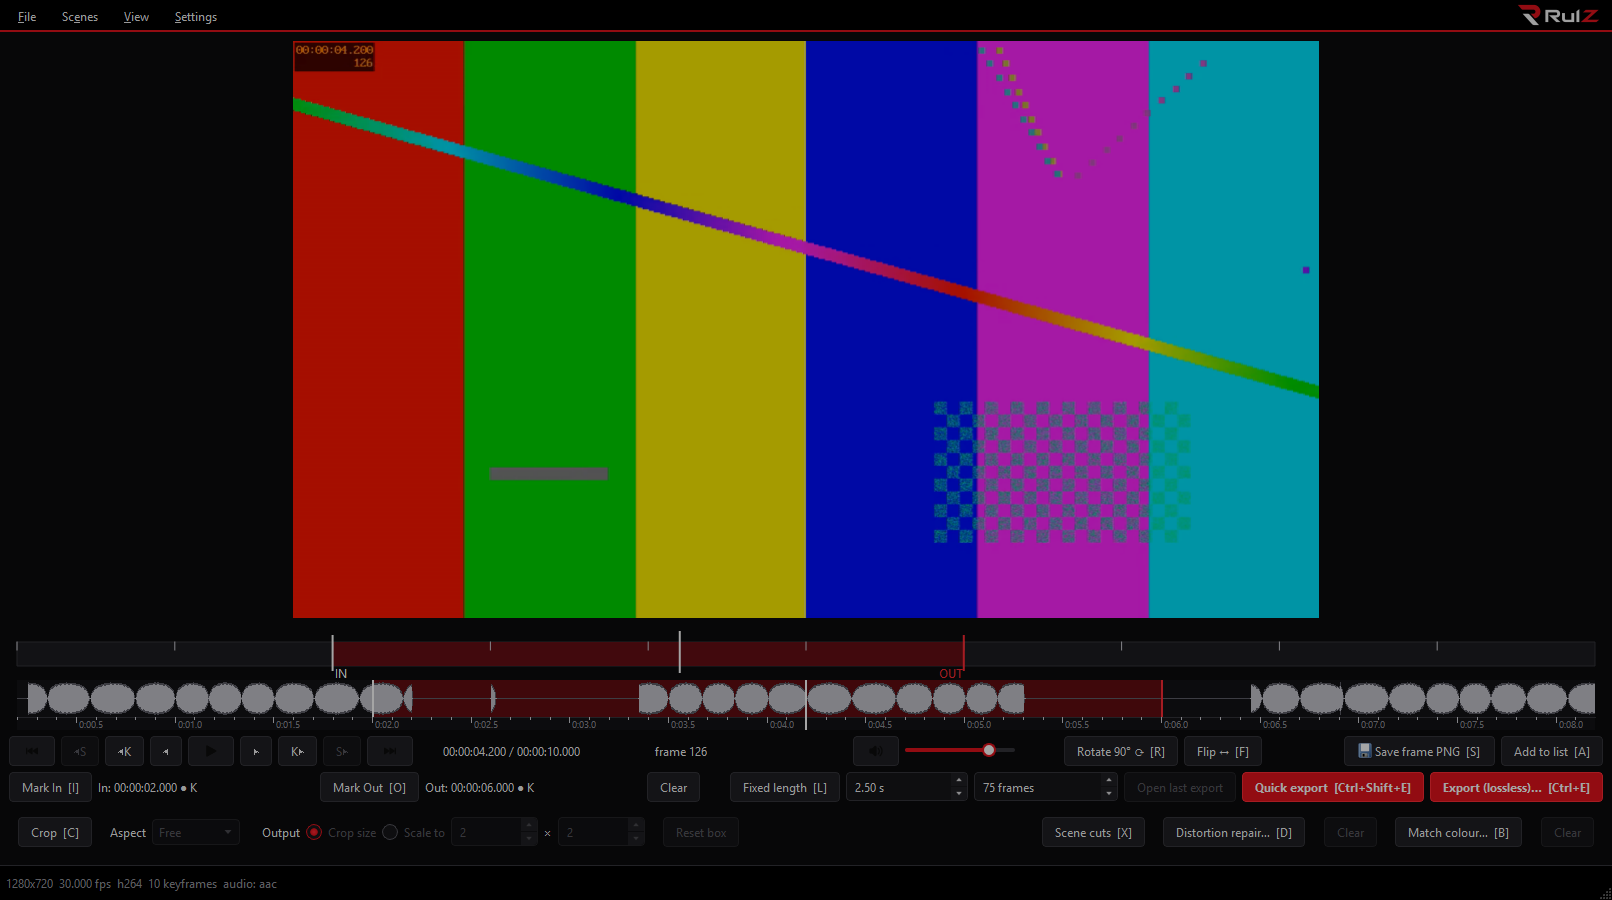 File Scenes View Settings RulZ
00:00:04.200
126
IN OUT
0:00.5 0:01.0 0:01.5 0:02.0 0:02.5 0:03.0 0:03.5 0:04.0 0:04.5 0:05.0 0:05.5 0:06.0 0:06.5 0:07.0 0:07.5 0:08.0
S K K S 00:00:04.200 / 00:00:10.000 frame 126 Rotate 90° ⟳ [R] Flip ↔ [F] Save frame PNG [S] Add to list [A]
Mark In [I] In: 00:00:02.000 ● K Mark Out [O] Out: 00:00:06.000 ● K Clear Fixed length [L] 2.50 s 75 frames Open last export Quick export [Ctrl+Shift+E] Export (lossless)... [Ctrl+E]
Crop [C] Aspect Free Output Crop size Scale to 2 × 2 Reset box Scene cuts [X] Distortion repair... [D] Clear Match colour... [B] Clear
1280x720 30.000 fps h264 10 keyframes audio: aac